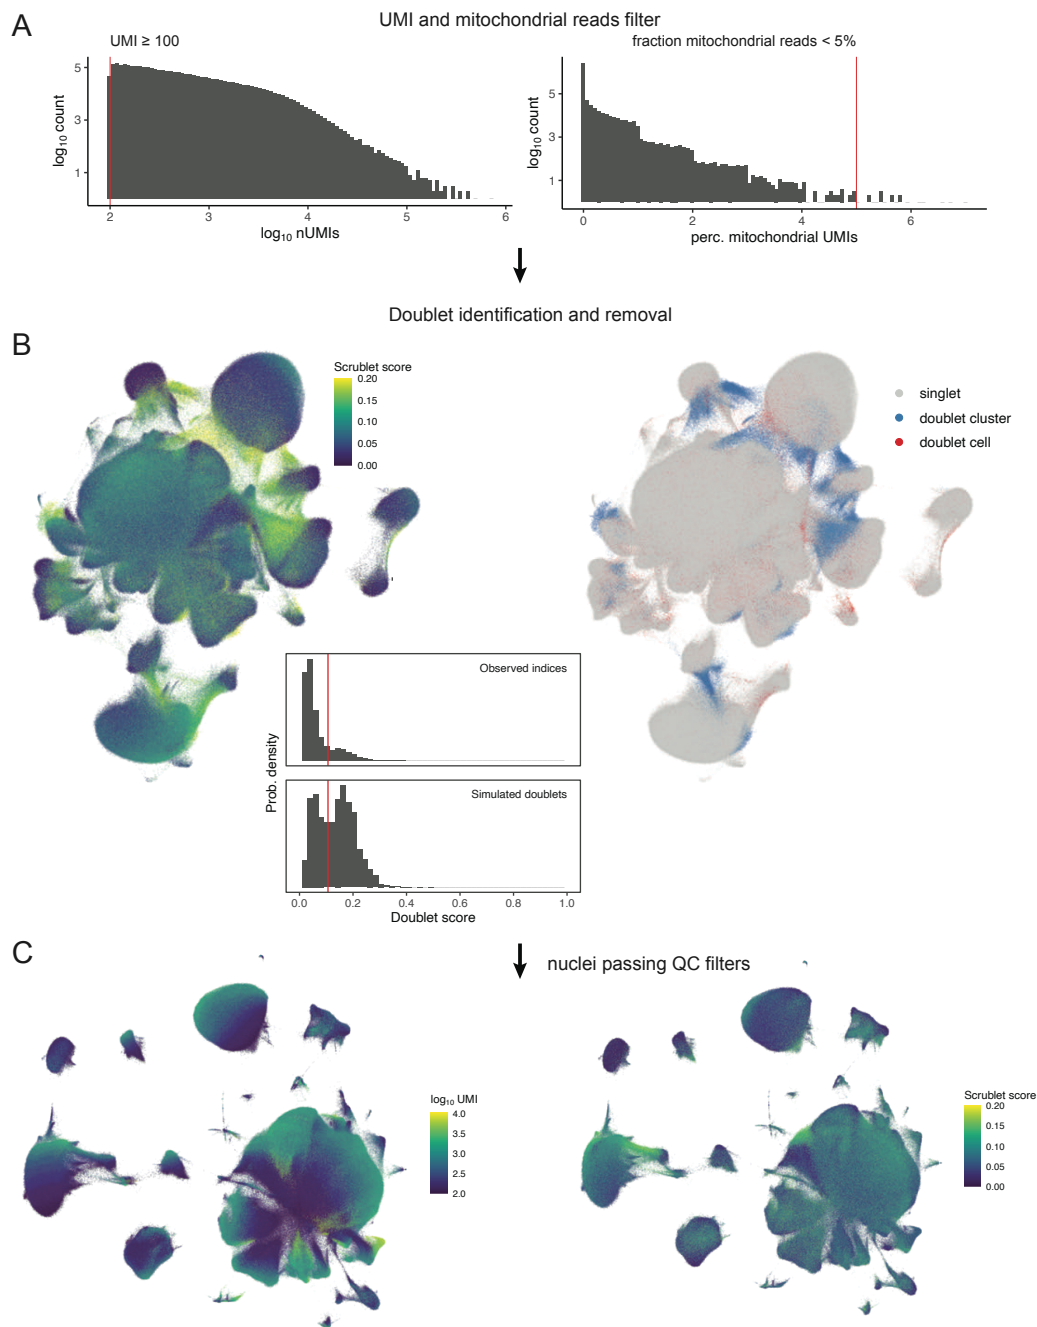 A
UMI and mitochondrial reads filter
UMI ≥ 100
fraction mitochondrial reads < 5%
log10 count
5
3
1
2
3
4
5
6
log10 nUMIs
log10 count
5
3
1
0
2
4
6
perc. mitochondrial UMIs
Doublet identification and removal
B
Scrublet score
0.20
0.15
0.10
0.05
0.00
singlet
doublet cluster
doublet cell
Prob. density
Observed indices
Simulated doublets
0.0
0.2
0.4
0.6
0.8
1.0
Doublet score
C
nuclei passing QC filters
log10 UMI
4.0
3.5
3.0
2.5
2.0
Scrublet score
0.20
0.15
0.10
0.05
0.00